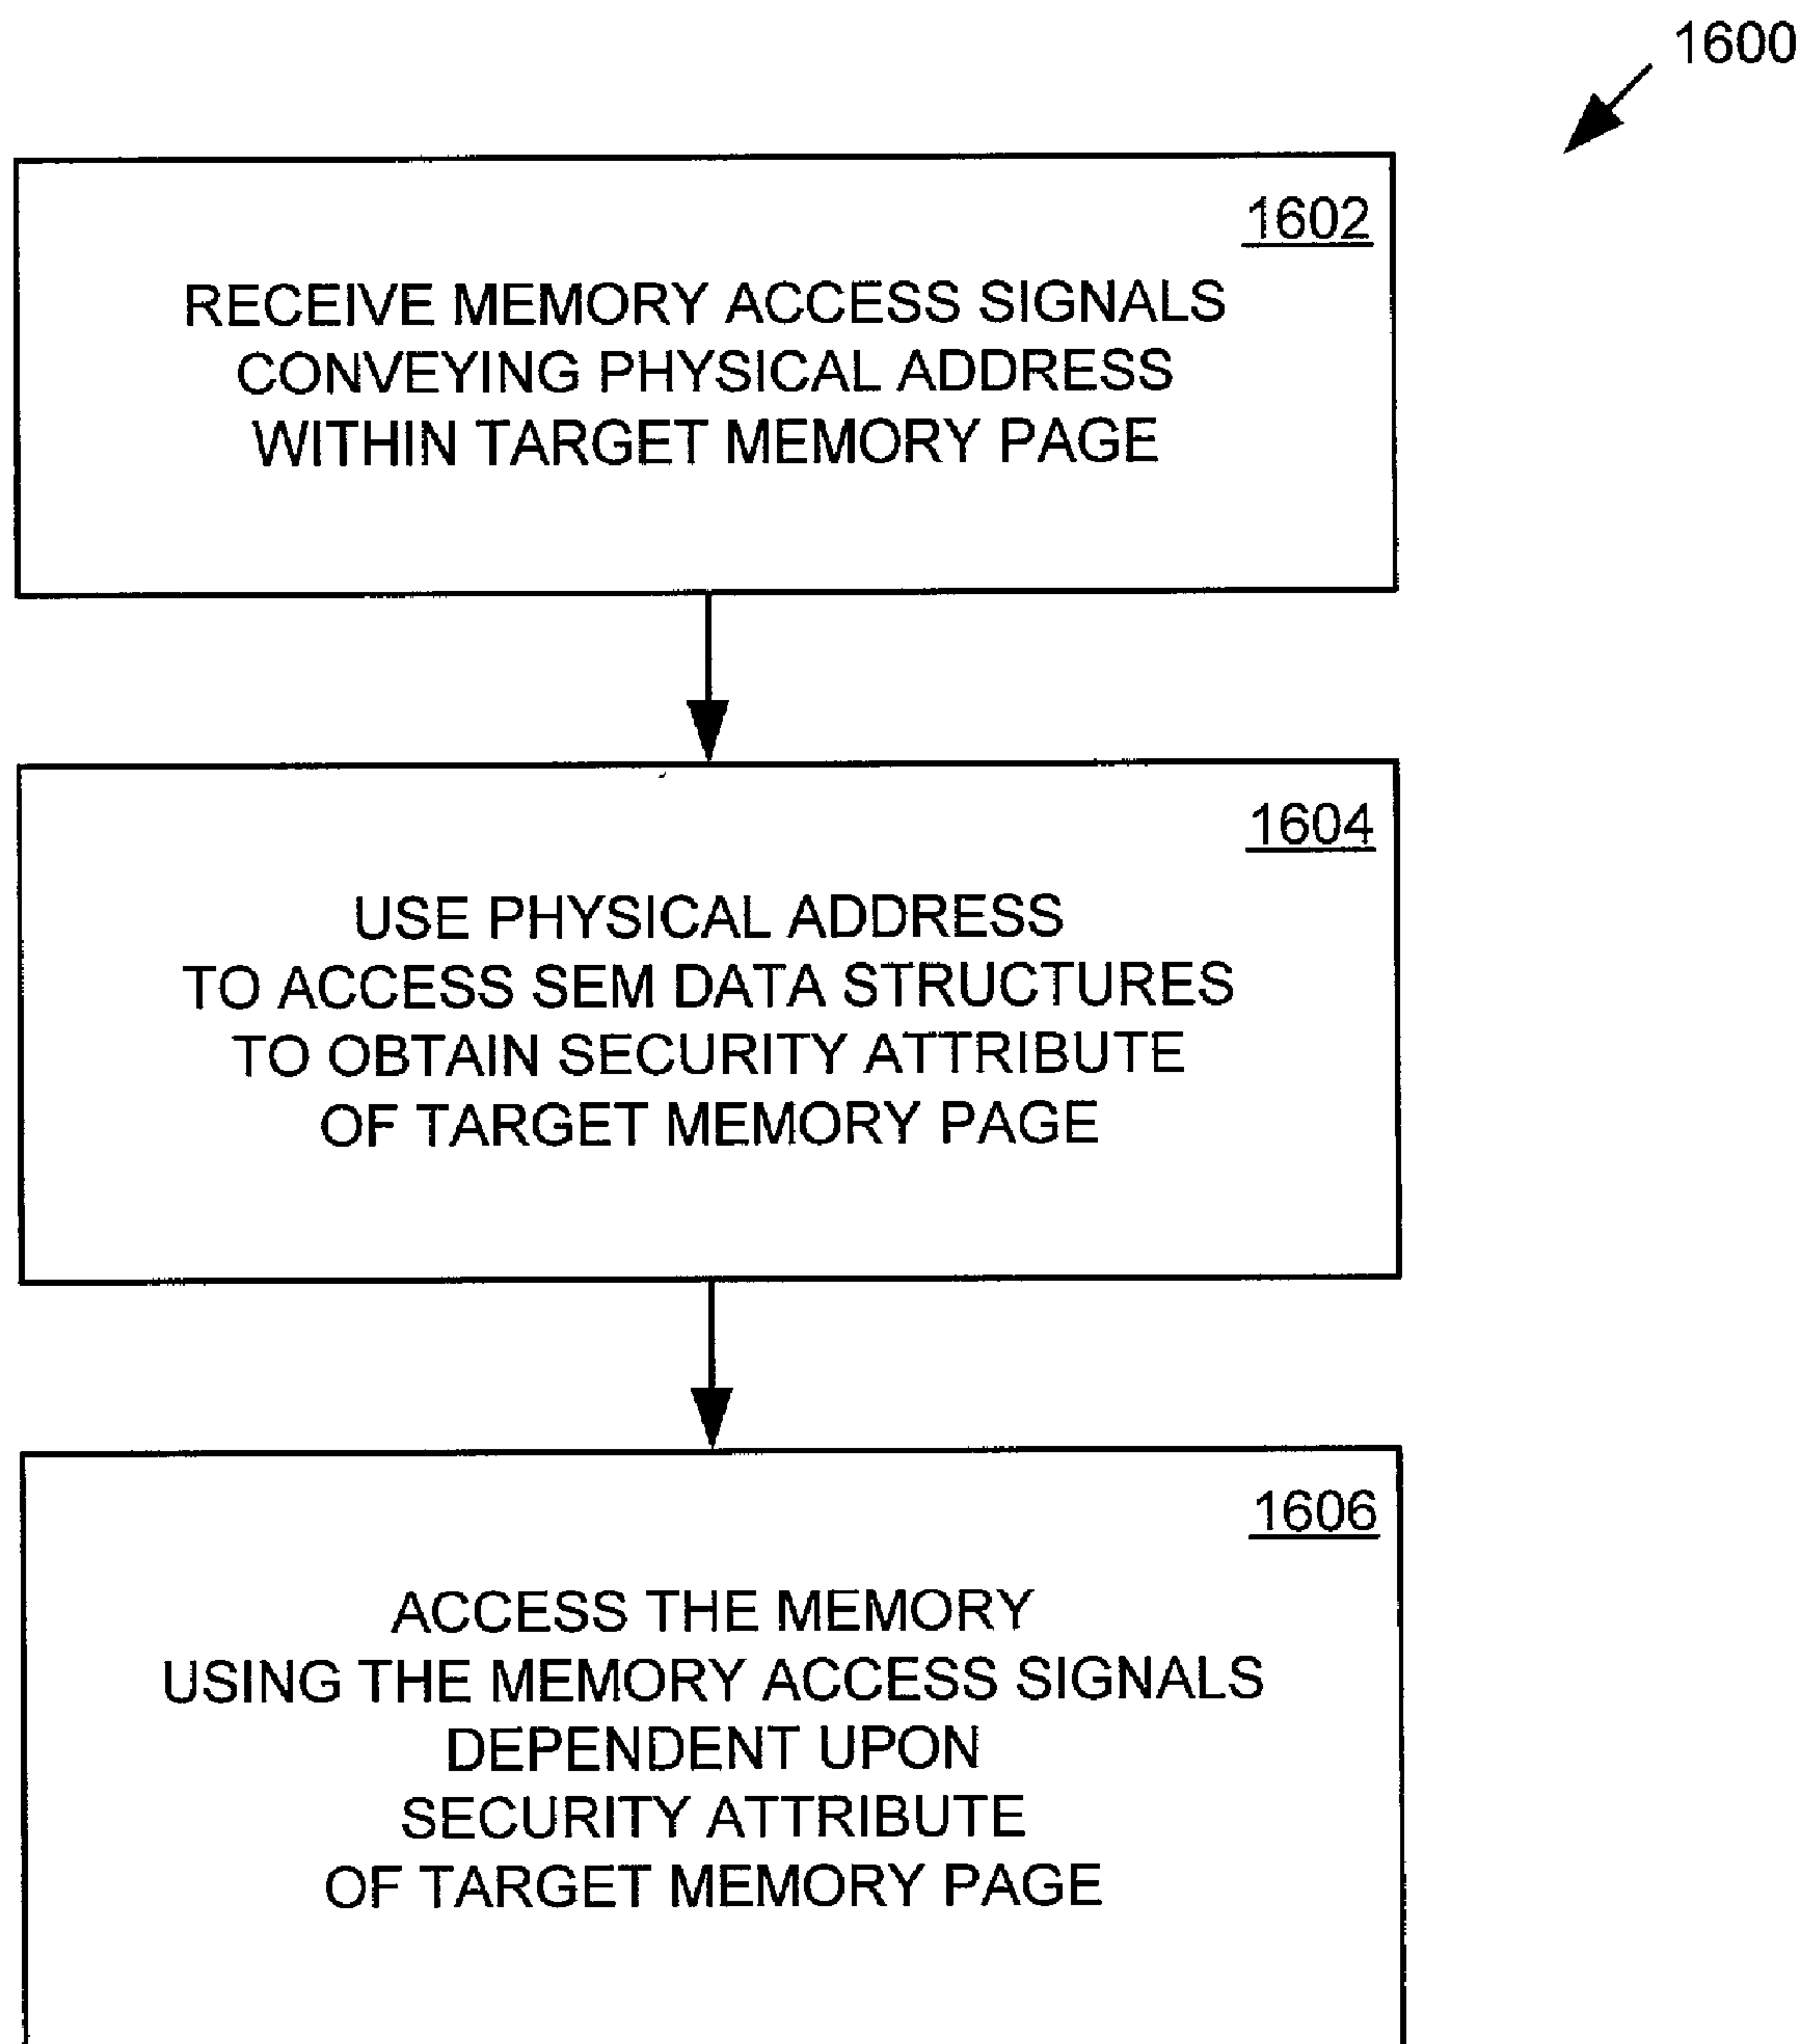 1600
1602
RECEIVE MEMORY ACCESS SIGNALS
CONVEYING PHYSICAL ADDRESS
WITHIN TARGET MEMORY PAGE
1604
USE PHYSICAL ADDRESS
TO ACCESS SEM DATA STRUCTURES
TO OBTAIN SECURITY ATTRIBUTE
OF TARGET MEMORY PAGE
1606
ACCESS THE MEMORY
USING THE MEMORY ACCESS SIGNALS
DEPENDENT UPON
SECURITY ATTRIBUTE
OF TARGET MEMORY PAGE